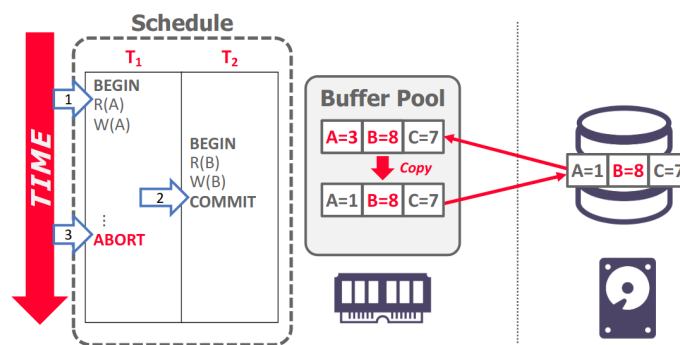 Schedule
T1 T2
TIME
1
BEGIN
R(A)
W(A)
⋮
3
ABORT
BEGIN
R(B)
W(B)
2
COMMIT
Buffer Pool
A=3 B=8 C=7
Copy
A=1 B=8 C=7
A=1 B=8 C=7